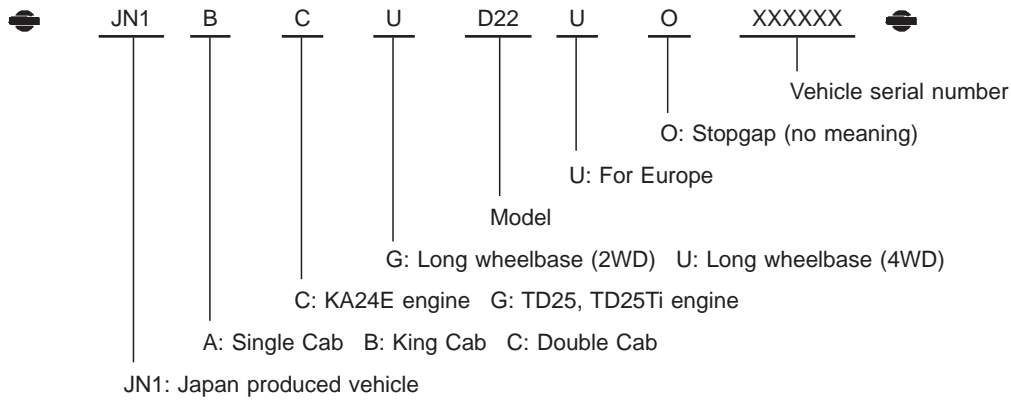 JN1 B C U D22 U O XXXXXX
Vehicle serial number
O: Stopgap (no meaning)
U: For Europe
Model
G: Long wheelbase (2WD) U: Long wheelbase (4WD)
C: KA24E engine G: TD25, TD25Ti engine
A: Single Cab B: King Cab C: Double Cab
JN1: Japan produced vehicle